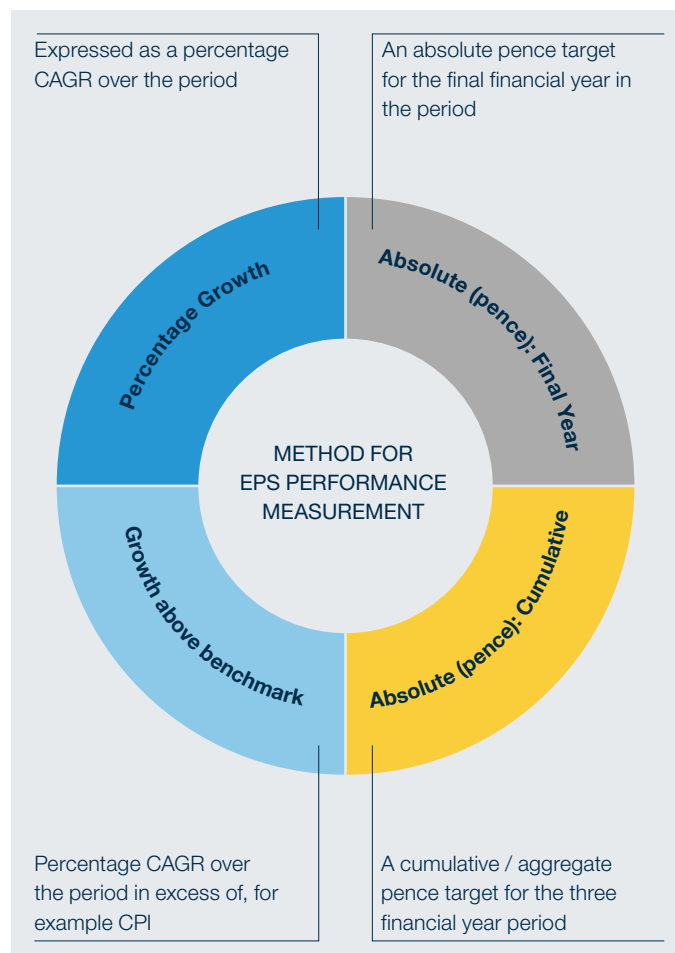 Expressed as a percentage
CAGR over the period
An absolute pence target
for the final financial year in
the period
Percentage Growth
Absolute (pence): Final Year
METHOD FOR
EPS PERFORMANCE
MEASUREMENT
Growth above benchmark
Absolute (pence): Cumulative
Percentage CAGR over
the period in excess of, for
example CPI
A cumulative / aggregate
pence target for the three
financial year period